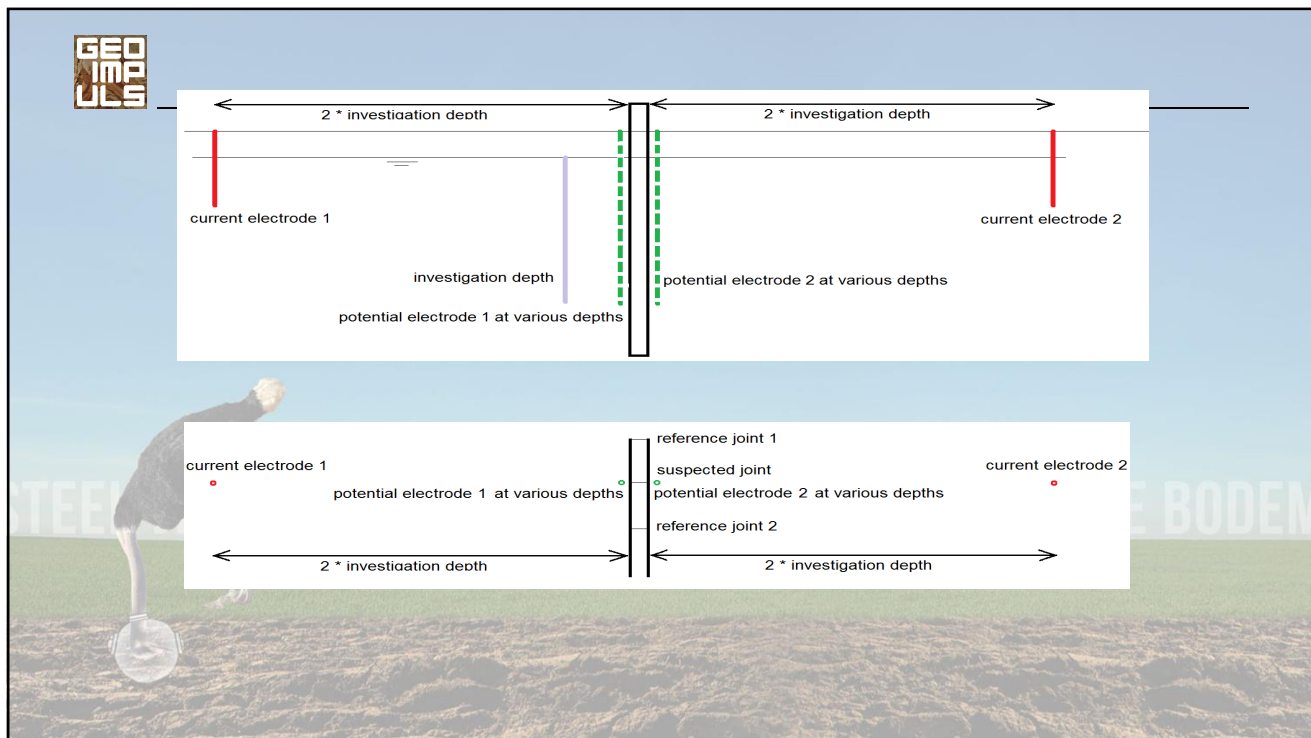 GEO
IMP
ULS
2 * investigation depth
2 * investigation depth
current electrode 1
current electrode 2
investigation depth
potential electrode 2 at various depths
potential electrode 1 at various depths
reference joint 1
current electrode 1
suspected joint
current electrode 2
potential electrode 1 at various depths
potential electrode 2 at various depths
reference joint 2
STEE
E BODEM
2 * investigation depth
2 * investigation depth